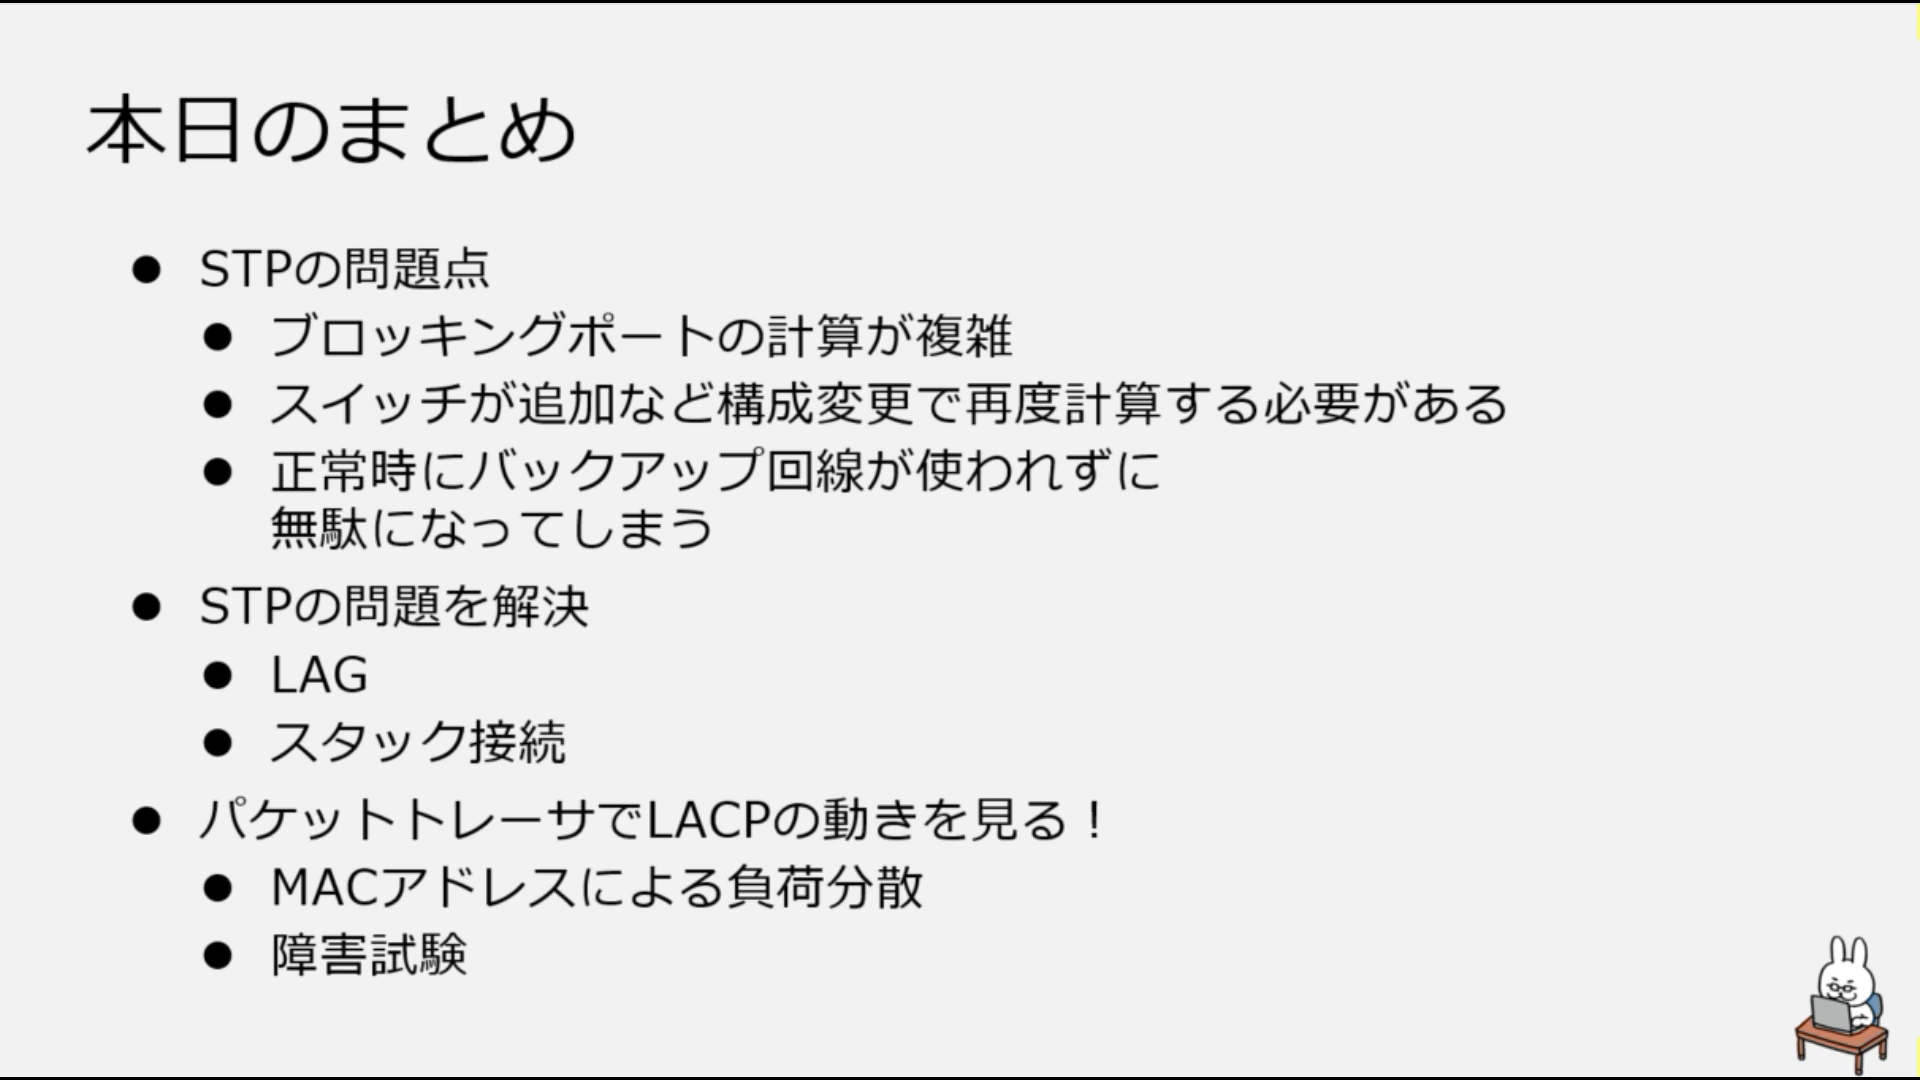 本日のまとめ
● STPの問題点
● ブロッキングポートの計算が複雑
● スイッチが追加など構成変更で再度計算する必要がある
● 正常時にバックアップ回線が使われずに
無駄になってしまう
● STPの問題を解決
● LAG
● スタック接続
● パケットトレーサでLACPの動きを見る！
● MACアドレスによる負荷分散
● 障害試験